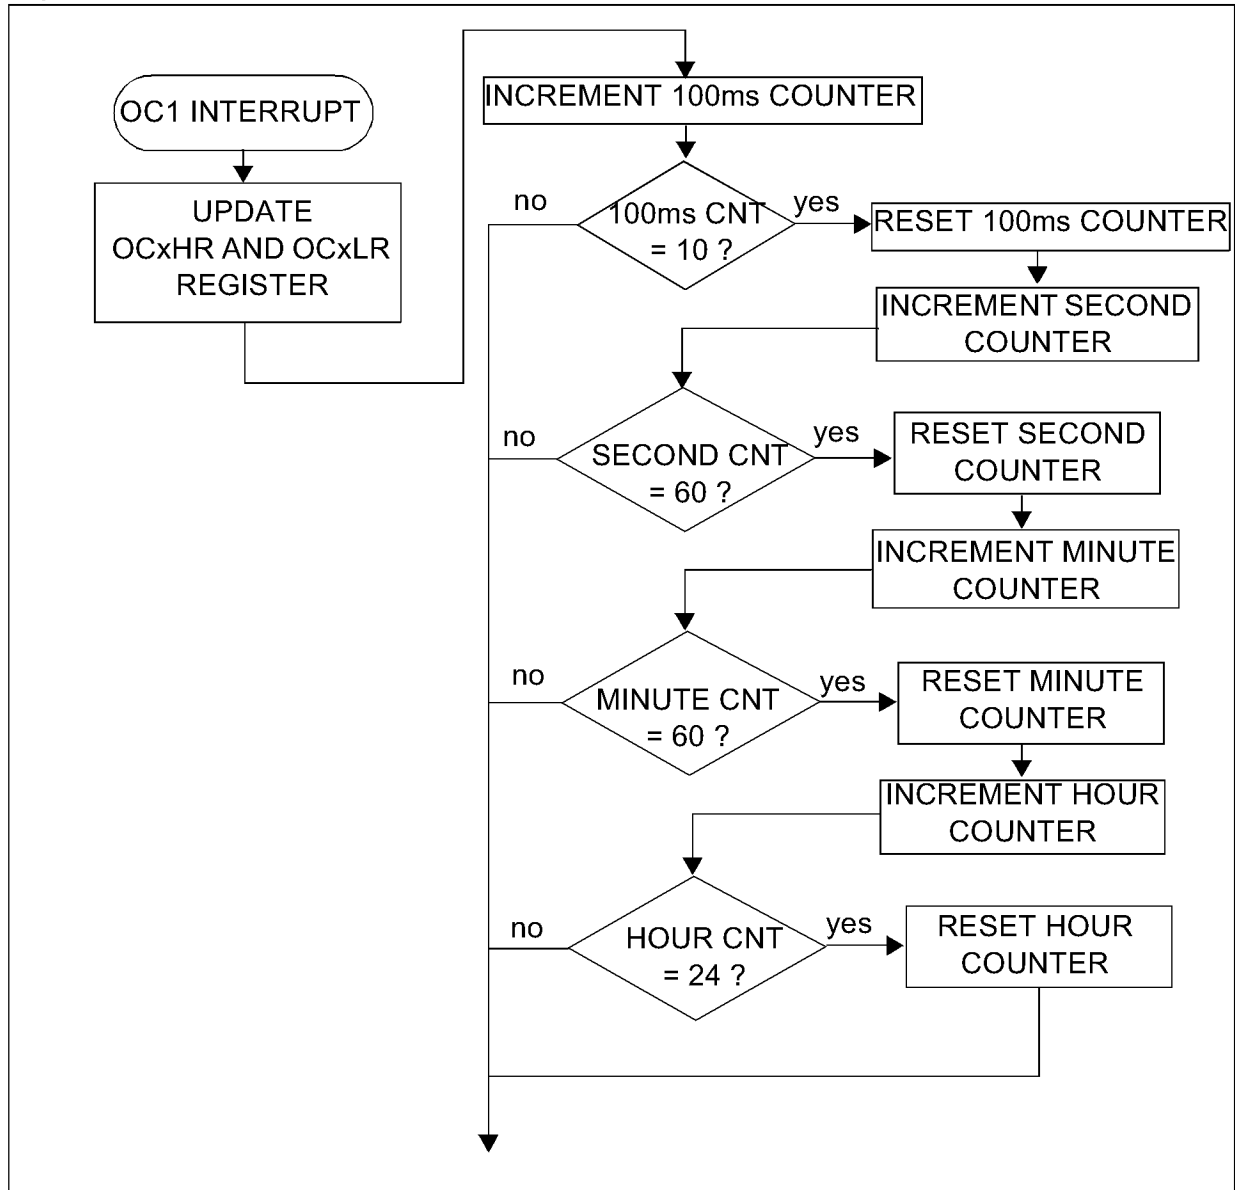 OC1 INTERRUPT
UPDATE
OCxHR AND OCxLR
REGISTER
INCREMENT 100ms COUNTER
no
100ms CNT
= 10 ?
yes
RESET 100ms COUNTER
INCREMENT SECOND
COUNTER
no
SECOND CNT
= 60 ?
yes
RESET SECOND
COUNTER
INCREMENT MINUTE
COUNTER
no
MINUTE CNT
= 60 ?
yes
RESET MINUTE
COUNTER
INCREMENT HOUR
COUNTER
no
HOUR CNT
= 24 ?
yes
RESET HOUR
COUNTER